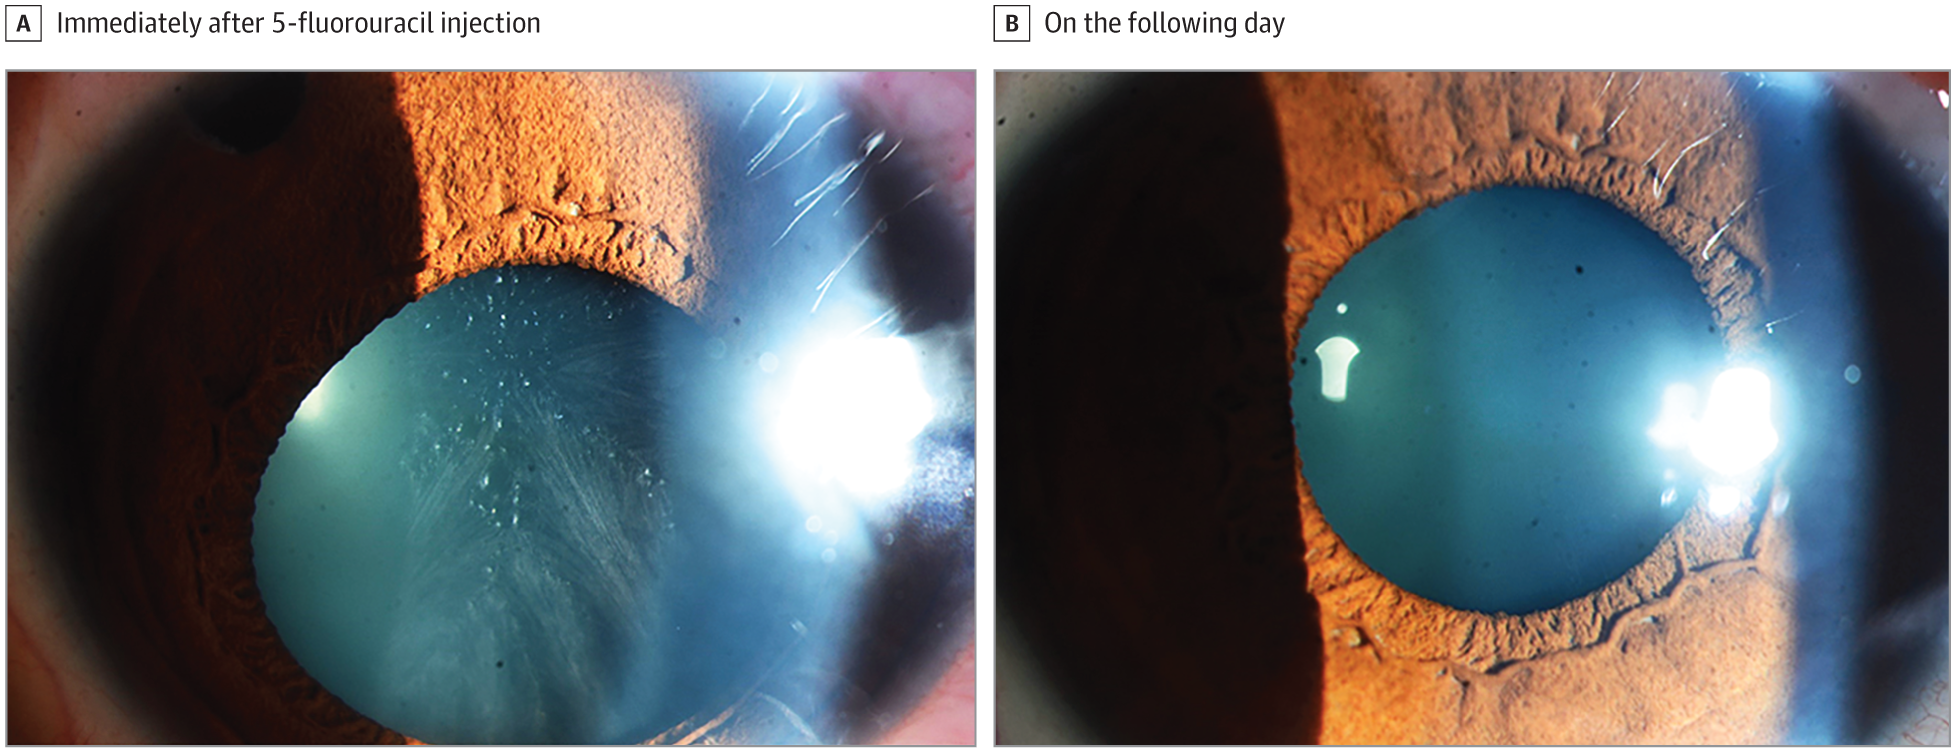 A Immediately after 5-fluorouracil injection
B On the following day